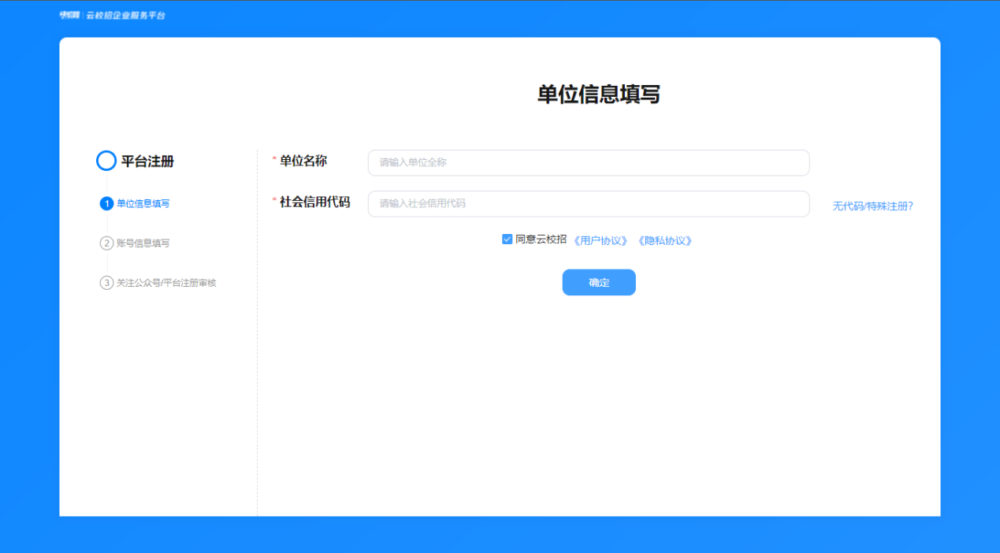 云校招企业服务平台
单位信息填写
平台注册
1 单位信息填写
2 账号信息填写
3 关注公众号/平台注册审核
* 单位名称 请输入单位全称
* 社会信用代码 请输入社会信用代码 无代码/特殊注册?
同意云校招 《用户协议》 《隐私协议》
确定